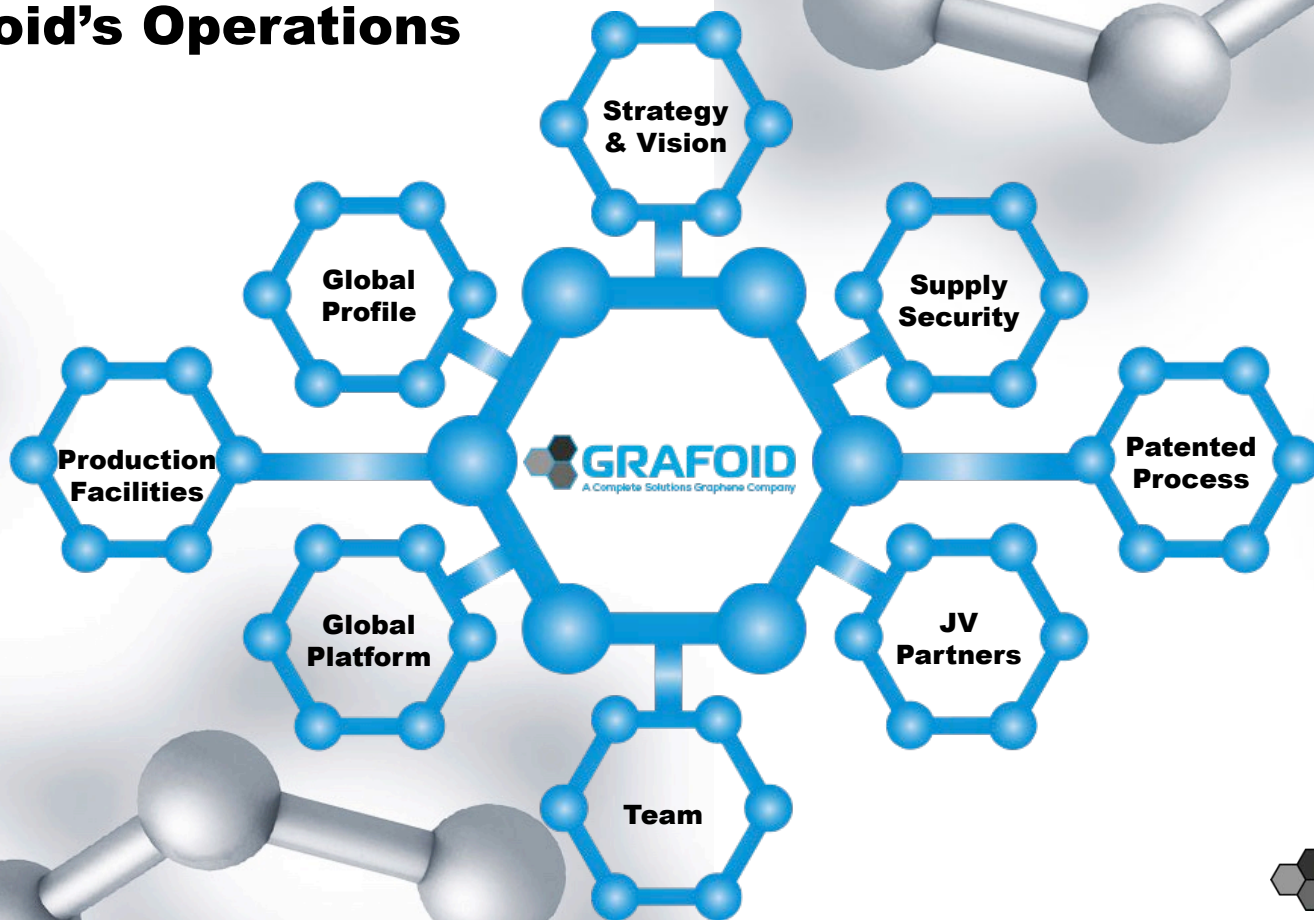 oid's Operations
Strategy
& Vision
Global
Profile
Supply
Security
Production
Facilities
GRAFOID
A Complete Solutions Graphene Company
Patented
Process
Global
Platform
JV
Partners
Team